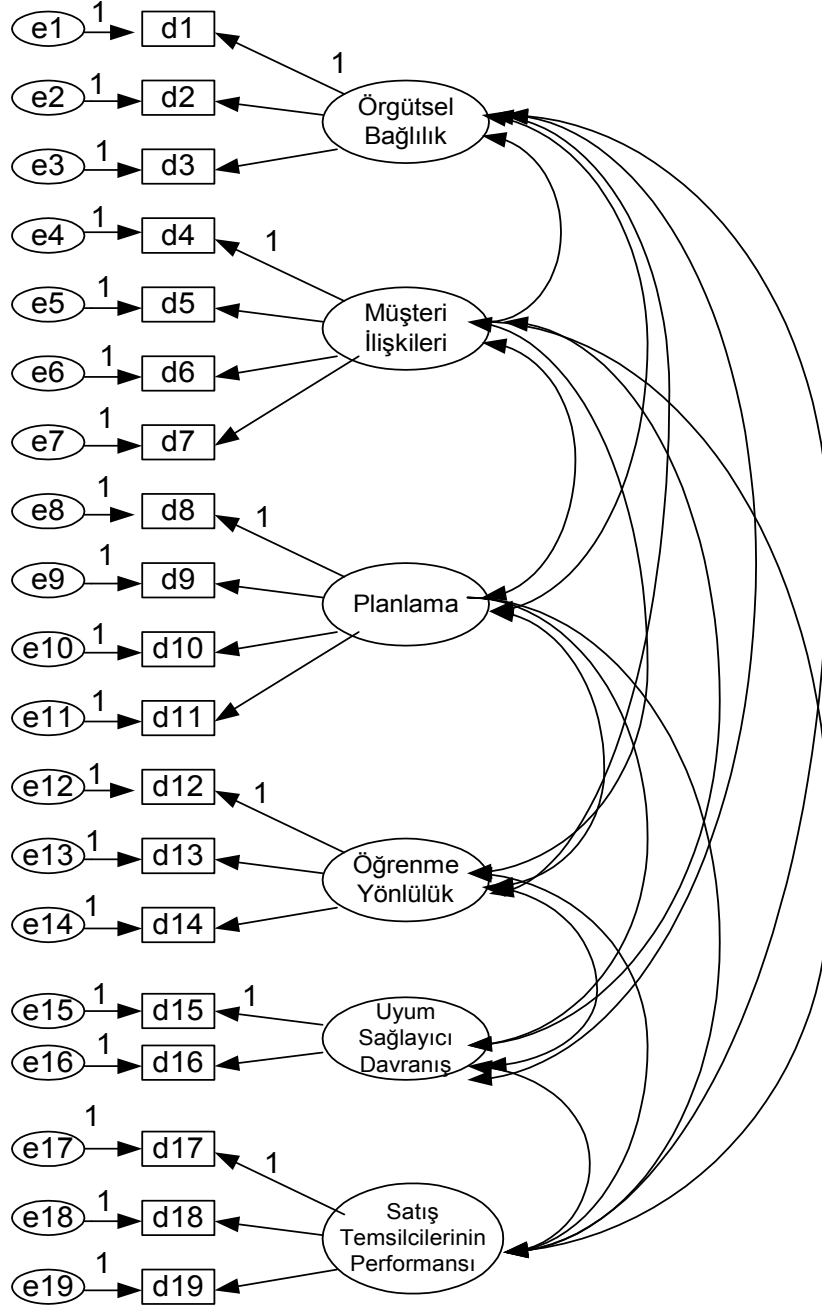 e1 1 d1
1
e2 1 d2
Örgütsel
Bağlılık
e3 1 d3
e4 1 d4
1
e5 1 d5
Müşteri
İlişkileri
e6 1 d6
e7 1 d7
e8 1 d8
1
e9 1 d9
Planlama
e10 1 d10
e11 1 d11
e12 1 d12
1
e13 1 d13
Öğrenme
Yönlülük
e14 1 d14
e15 1 d15 1
Uyum
Sağlayıcı
Davranış
e16 1 d16
e17 1 d17
1
e18 1 d18
Satış
Temsilcilerinin
Performansı
e19 1 d19